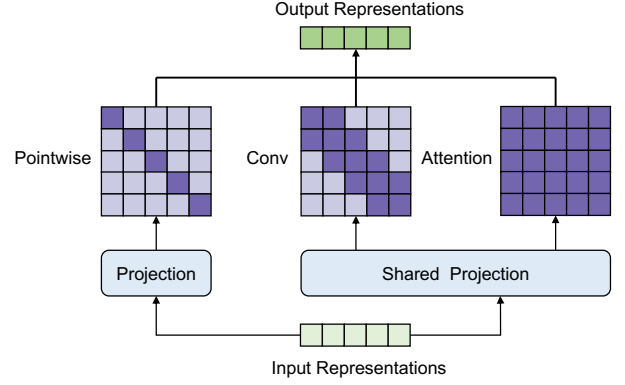 Output Representations
Pointwise
Conv
Attention
Projection
Shared Projection
Input Representations